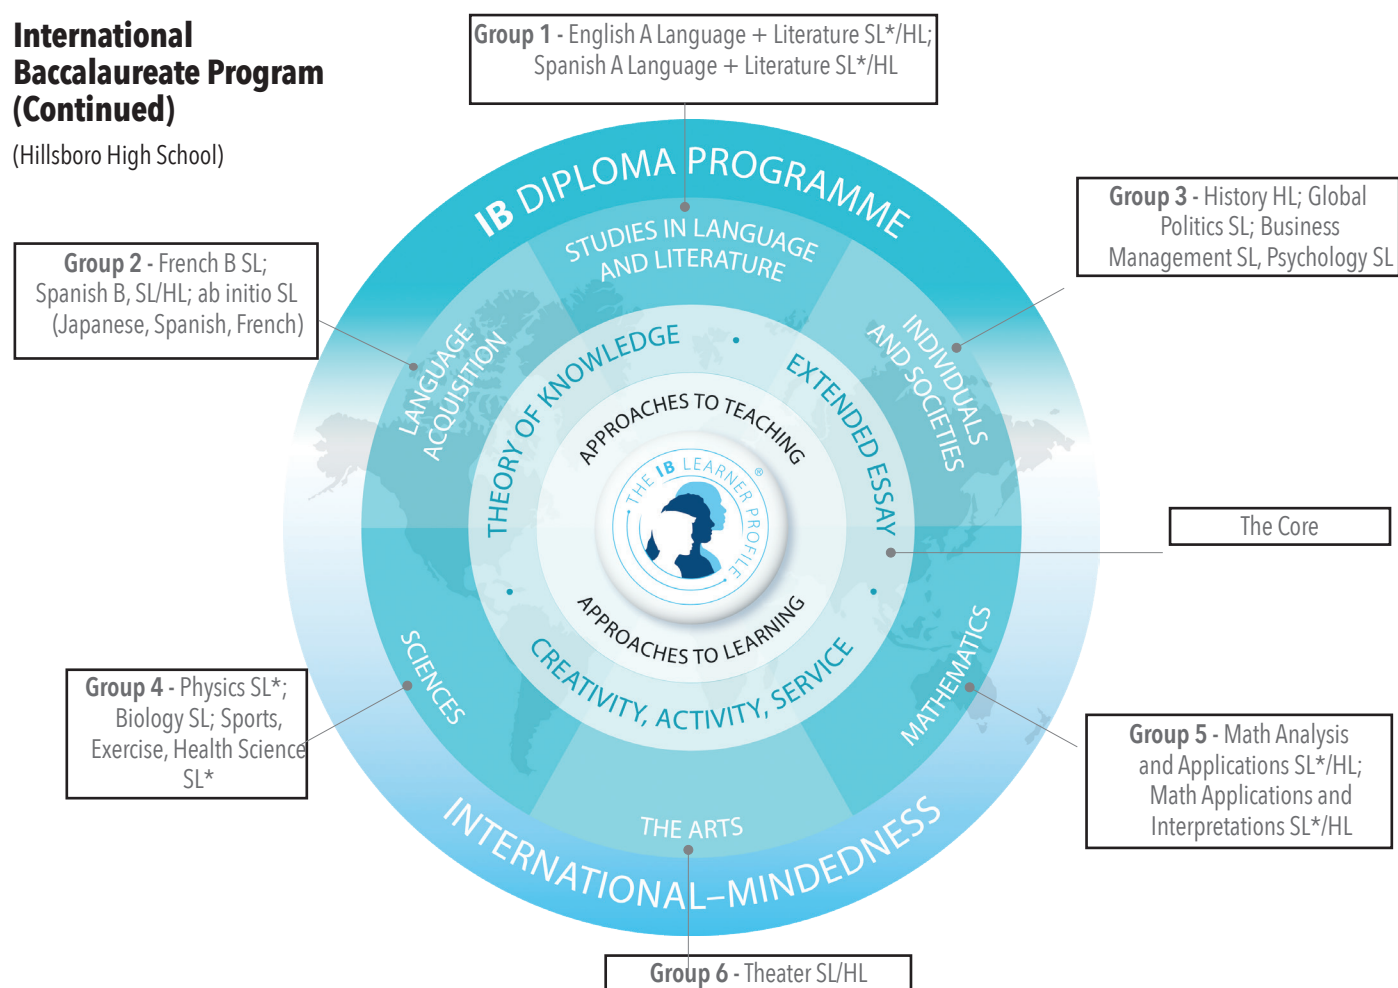 International
Baccalaureate Program
(Continued)
(Hillsboro High School)
Group 1 - English A Language + Literature SL*/HL;
Spanish A Language + Literature SL*/HL
Group 2 - French B SL;
Spanish B, SL/HL; ab initio SL
(Japanese, Spanish, French)
Group 3 - History HL; Global
Politics SL; Business
Management SL, Psychology SL
IB DIPLOMA PROGRAMME
STUDIES IN LANGUAGE
AND LITERATURE
LANGUAGE
ACQUISITION
INDIVIDUALS
AND SOCIETIES
THEORY OF KNOWLEDGE
EXTENDED ESSAY
APPROACHES TO TEACHING
THE IB LEARNER PROFILE ®
APPROACHES TO LEARNING
CREATIVITY, ACTIVITY, SERVICE
The Core
SCIENCES
MATHEMATICS
THE ARTS
INTERNATIONAL–MINDEDNESS
Group 4 - Physics SL*;
Biology SL; Sports,
Exercise, Health Science
SL*
Group 5 - Math Analysis
and Applications SL*/HL;
Math Applications and
Interpretations SL*/HL
Group 6 - Theater SL/HL